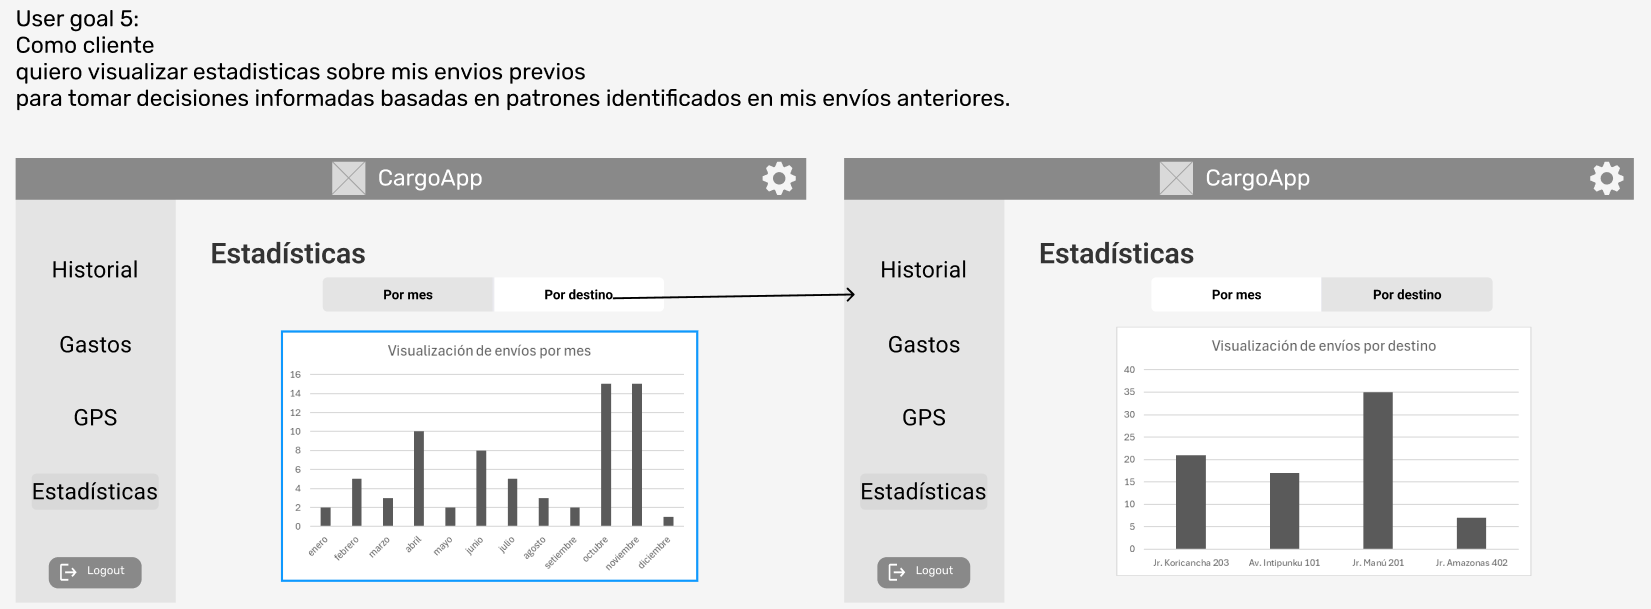 User goal 5:
Como cliente
quiero visualizar estadisticas sobre mis envios previos
para tomar decisiones informadas basadas en patrones identificados en mis envíos anteriores.
CargoApp
Historial
Gastos
GPS
Estadísticas
Logout
Estadísticas
Por mes
Por destino
Visualización de envíos por mes
16
14
12
10
8
6
4
2
0
enero
febrero
marzo
abril
mayo
junio
julio
agosto
setiembre
octubre
noviembre
diciembre
CargoApp
Historial
Gastos
GPS
Estadísticas
Logout
Estadísticas
Por mes
Por destino
Visualización de envíos por destino
40
35
30
25
20
15
10
5
0
Jr. Koricancha 203
Av. Intipunku 101
Jr. Manú 201
Jr. Amazonas 402